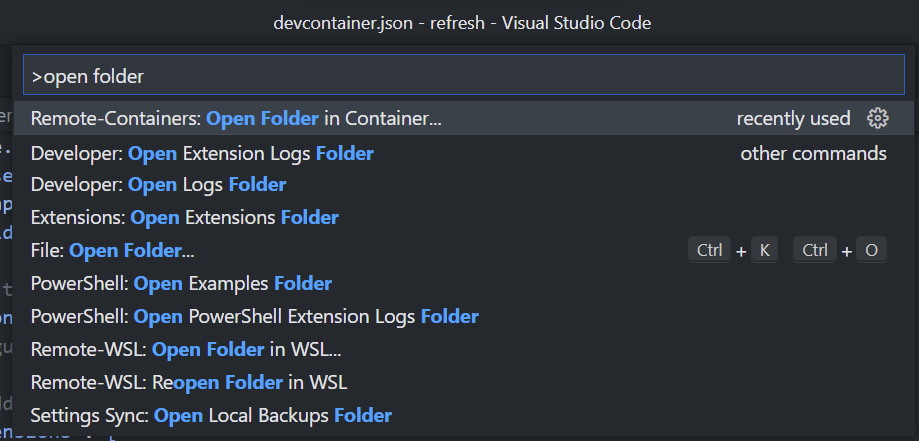 devcontainer.json - refresh - Visual Studio Code
>open folder
Remote-Containers: Open Folder in Container... recently used
Developer: Open Extension Logs Folder other commands
Developer: Open Logs Folder
Extensions: Open Extensions Folder
File: Open Folder... Ctrl + K Ctrl + O
PowerShell: Open Examples Folder
PowerShell: Open PowerShell Extension Logs Folder
Remote-WSL: Open Folder in WSL...
Remote-WSL: Reopen Folder in WSL
Settings Sync: Open Local Backups Folder